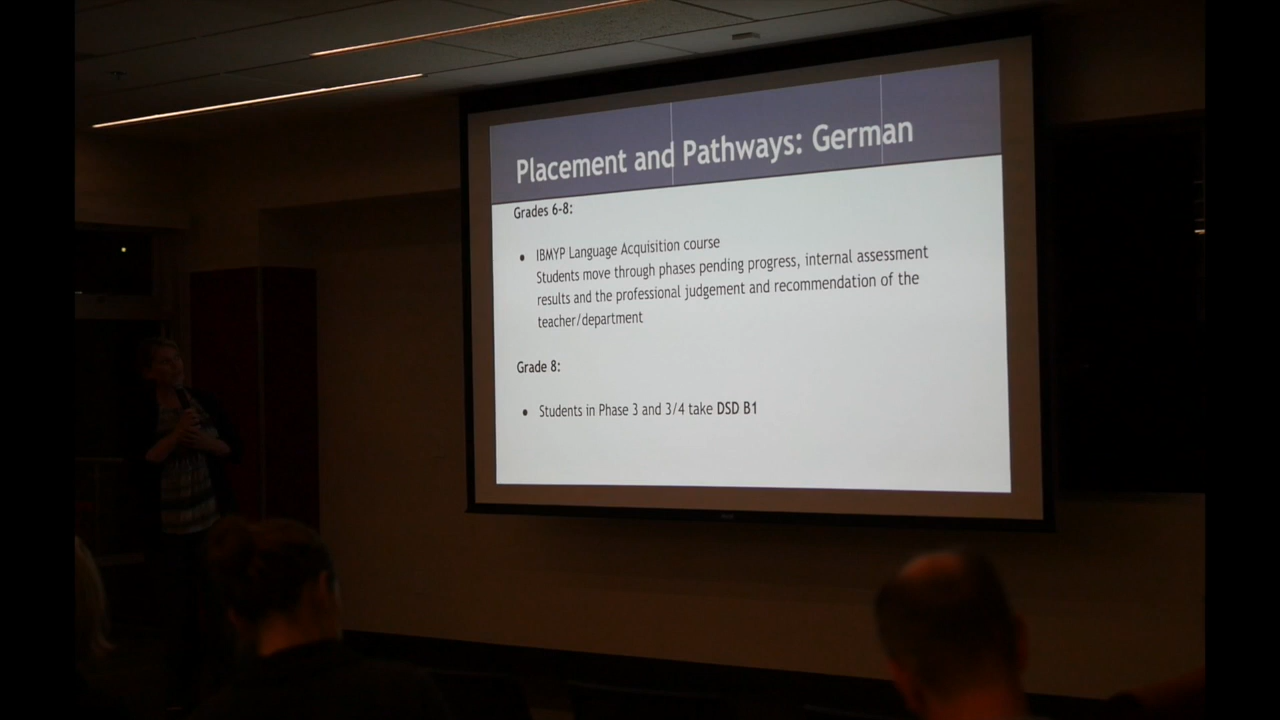 Placement and Pathways: German
Grades 6-8:
• IBMYP Language Acquisition course
Students move through phases pending progress, internal assessment
results and the professional judgement and recommendation of the
teacher/department
Grade 8:
• Students in Phase 3 and 3/4 take DSD B1